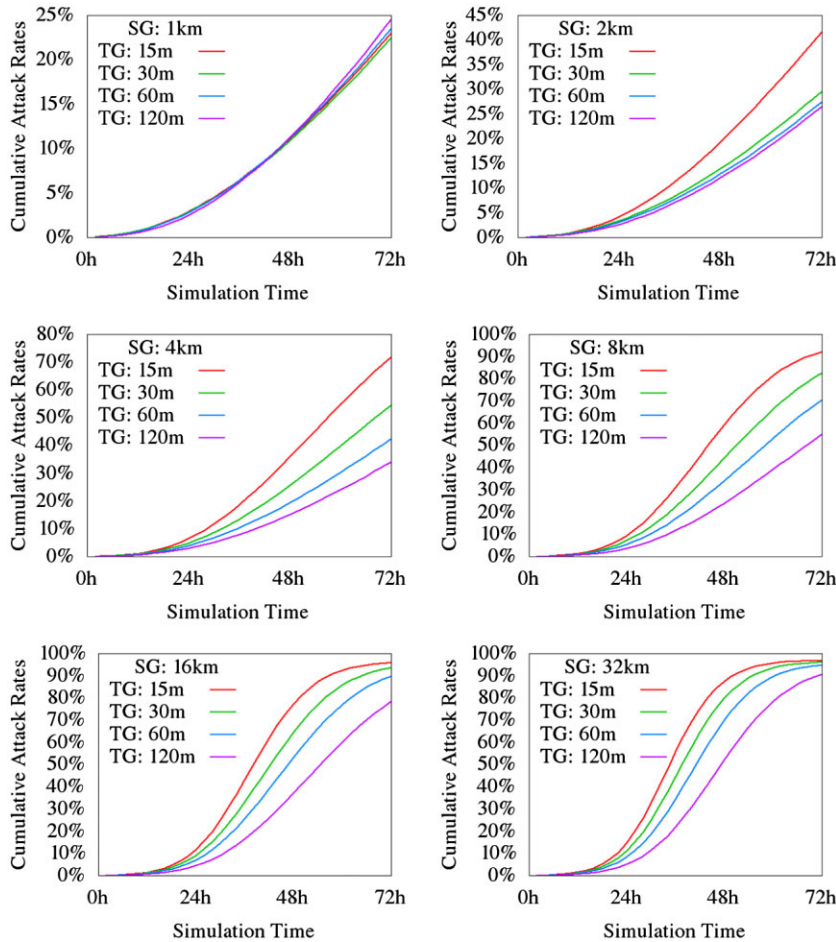 Cumulative Attack Rates
25%
20%
15%
10%
5%
0%
SG: 1km
TG: 15m
TG: 30m
TG: 60m
TG: 120m
0h 24h 48h 72h
Simulation Time
Cumulative Attack Rates
45%
40%
35%
30%
25%
20%
15%
10%
5%
0%
SG: 2km
TG: 15m
TG: 30m
TG: 60m
TG: 120m
0h 24h 48h 72h
Simulation Time
Cumulative Attack Rates
80%
70%
60%
50%
40%
30%
20%
10%
0%
SG: 4km
TG: 15m
TG: 30m
TG: 60m
TG: 120m
0h 24h 48h 72h
Simulation Time
Cumulative Attack Rates
100%
90%
80%
70%
60%
50%
40%
30%
20%
10%
0%
SG: 8km
TG: 15m
TG: 30m
TG: 60m
TG: 120m
0h 24h 48h 72h
Simulation Time
Cumulative Attack Rates
100%
90%
80%
70%
60%
50%
40%
30%
20%
10%
0%
SG: 16km
TG: 15m
TG: 30m
TG: 60m
TG: 120m
0h 24h 48h 72h
Simulation Time
Cumulative Attack Rates
100%
90%
80%
70%
60%
50%
40%
30%
20%
10%
0%
SG: 32km
TG: 15m
TG: 30m
TG: 60m
TG: 120m
0h 24h 48h 72h
Simulation Time